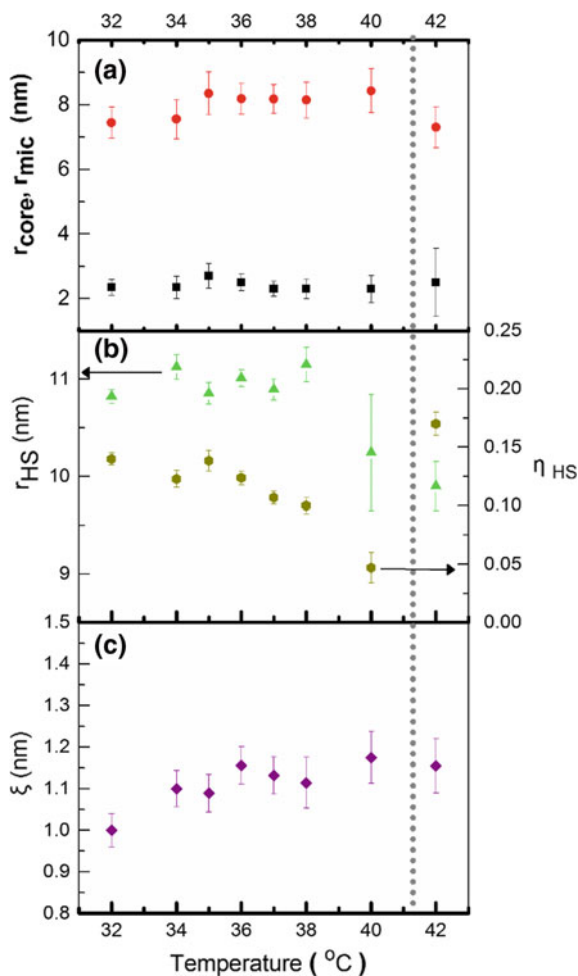 32 34 36 38 40 42
10
(a)
8
6
4
2
r_core, r_mic (nm)
(b)
0.25
11
0.20
0.15
10
0.10
0.05
9
0.00
r_HS (nm)
η_HS
1.5
(c)
1.4
1.3
1.2
1.1
1.0
0.9
0.8
ξ (nm)
32 34 36 38 40 42
Temperature ( °C)